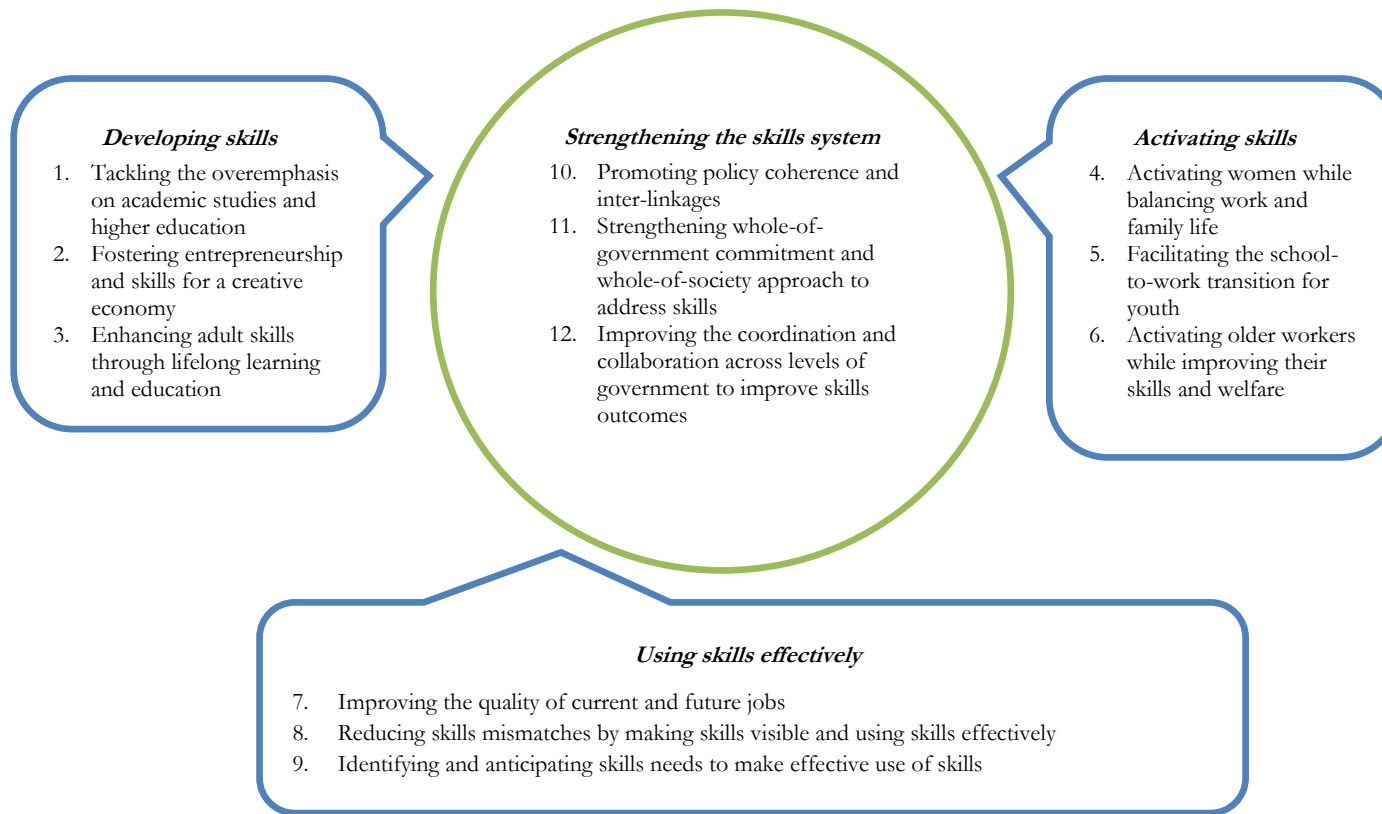 Developing skills
1. Tackling the overemphasis
on academic studies and
higher education
2. Fostering entrepreneurship
and skills for a creative
economy
3. Enhancing adult skills
through lifelong learning
and education
Strengthening the skills system
10. Promoting policy coherence and
inter-linkages
11. Strengthening whole-of-
government commitment and
whole-of-society approach to
address skills
12. Improving the coordination and
collaboration across levels of
government to improve skills
outcomes
Activating skills
4. Activating women while
balancing work and
family life
5. Facilitating the school-
to-work transition for
youth
6. Activating older workers
while improving their
skills and welfare
Using skills effectively
7. Improving the quality of current and future jobs
8. Reducing skills mismatches by making skills visible and using skills effectively
9. Identifying and anticipating skills needs to make effective use of skills